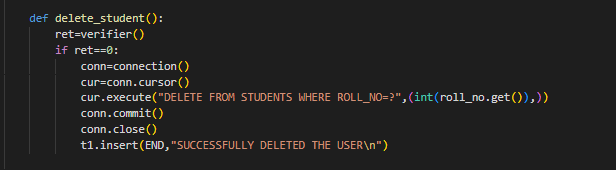 def delete_student():
    ret=verifier()
    if ret==0:
        conn=connection()
        cur=conn.cursor()
        cur.execute("DELETE FROM STUDENTS WHERE ROLL_NO=?",(int(roll_no.get()),))
        conn.commit()
        conn.close()
        t1.insert(END,"SUCCESSFULLY DELETED THE USER\n")